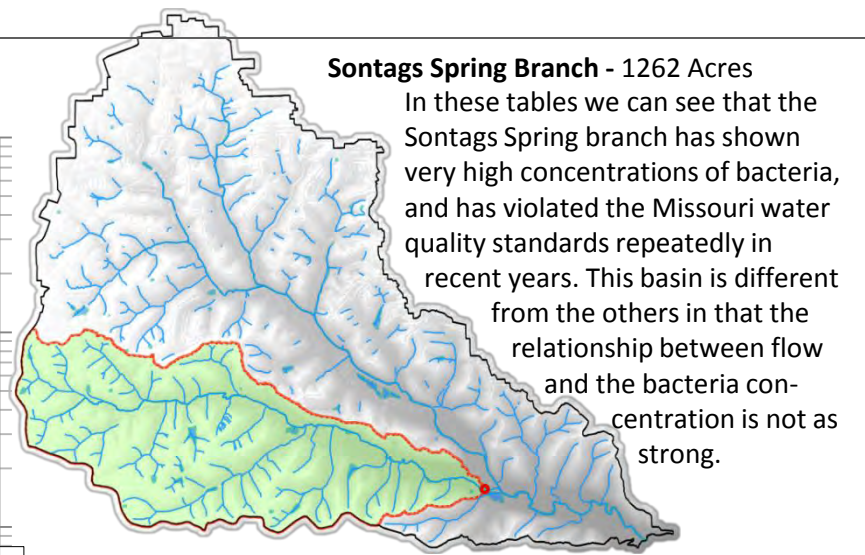 Sontags Spring Branch - 1262 Acres
In these tables we can see that the
Sontags Spring branch has shown
very high concentrations of bacteria,
and has violated the Missouri water
quality standards repeatedly in
recent years. This basin is different
from the others in that the
relationship between flow
and the bacteria con-
centration is not as
strong.